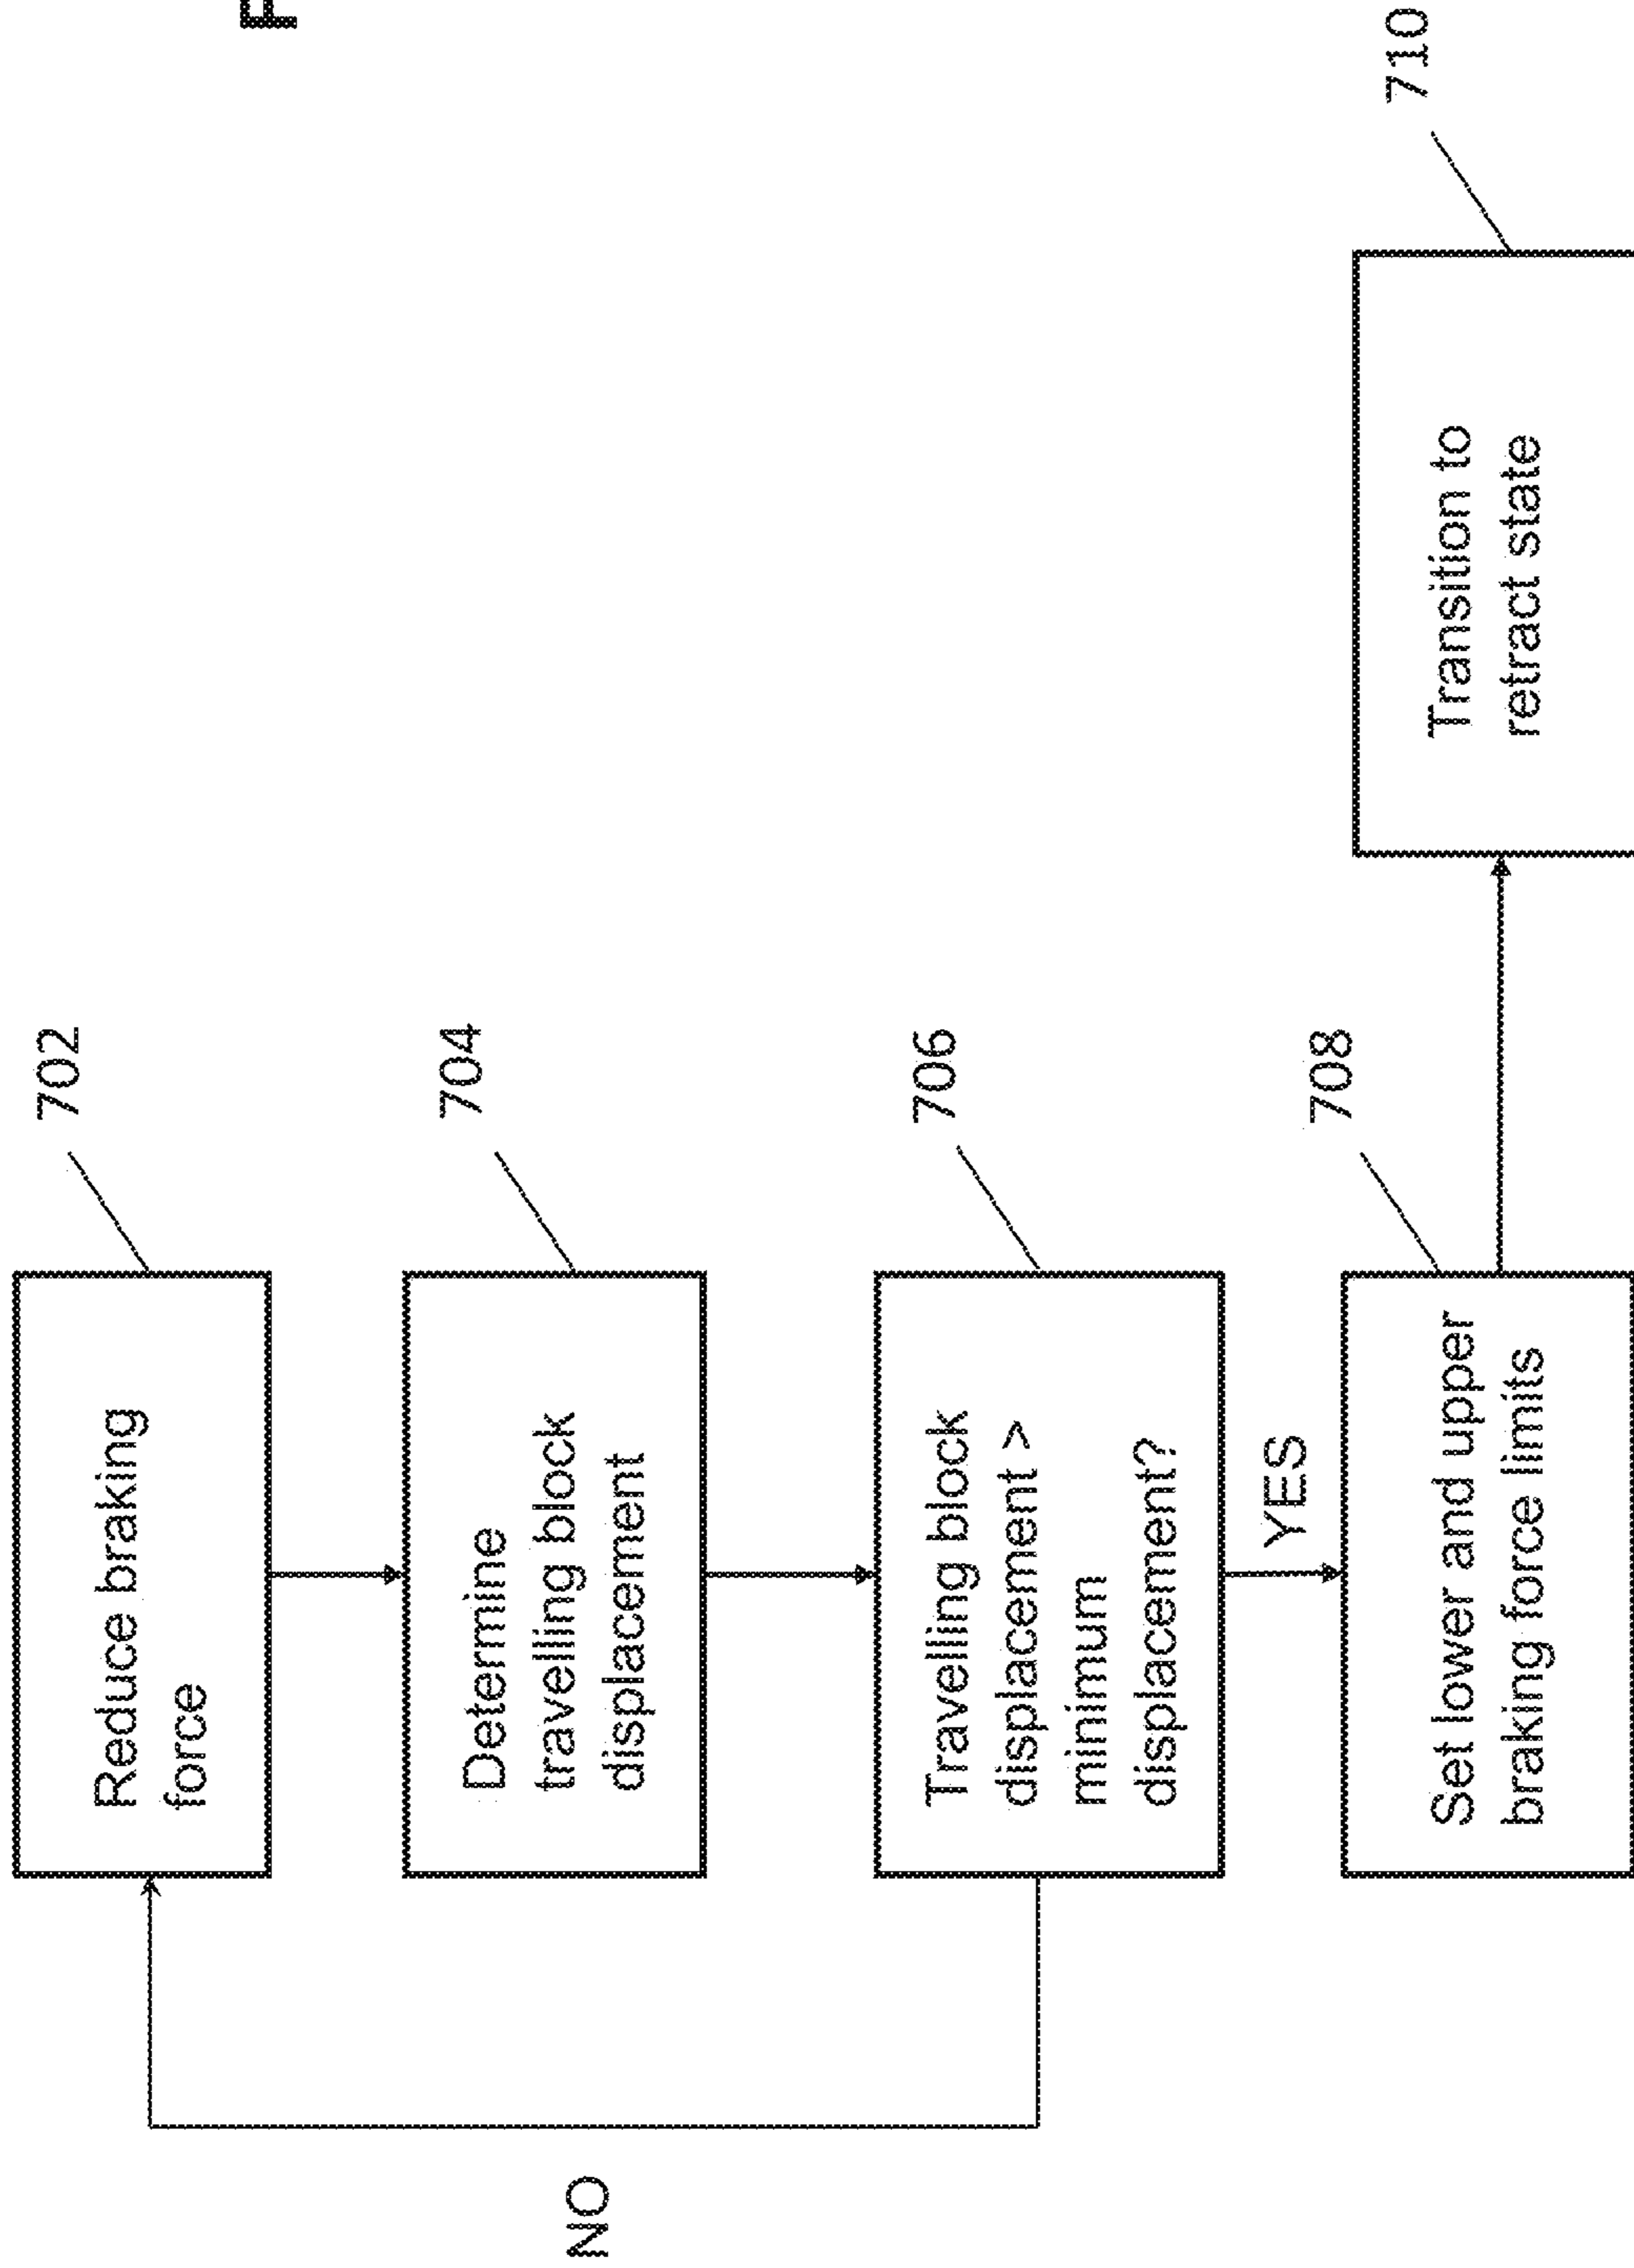 F
702
Reduce braking
force
704
Determine
travelling block
displacement
706
Travelling block
displacement >
minimum
displacement?
NO
YES
708
Set lower and upper
braking force limits
710
Transition to
retract state